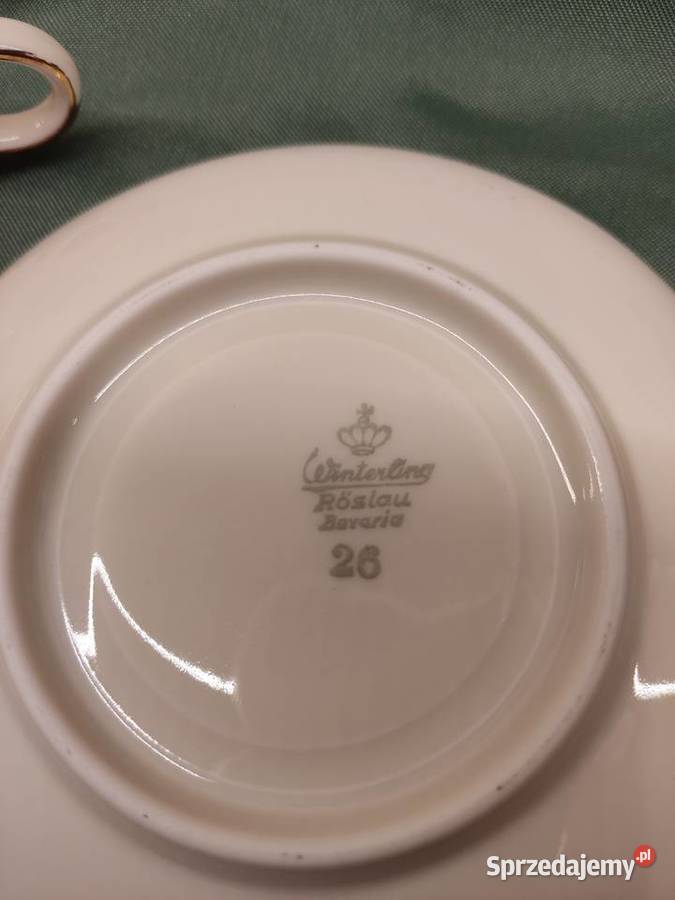 Winterling
Röslau
Bavaria
26
Sprzedajemy.pl